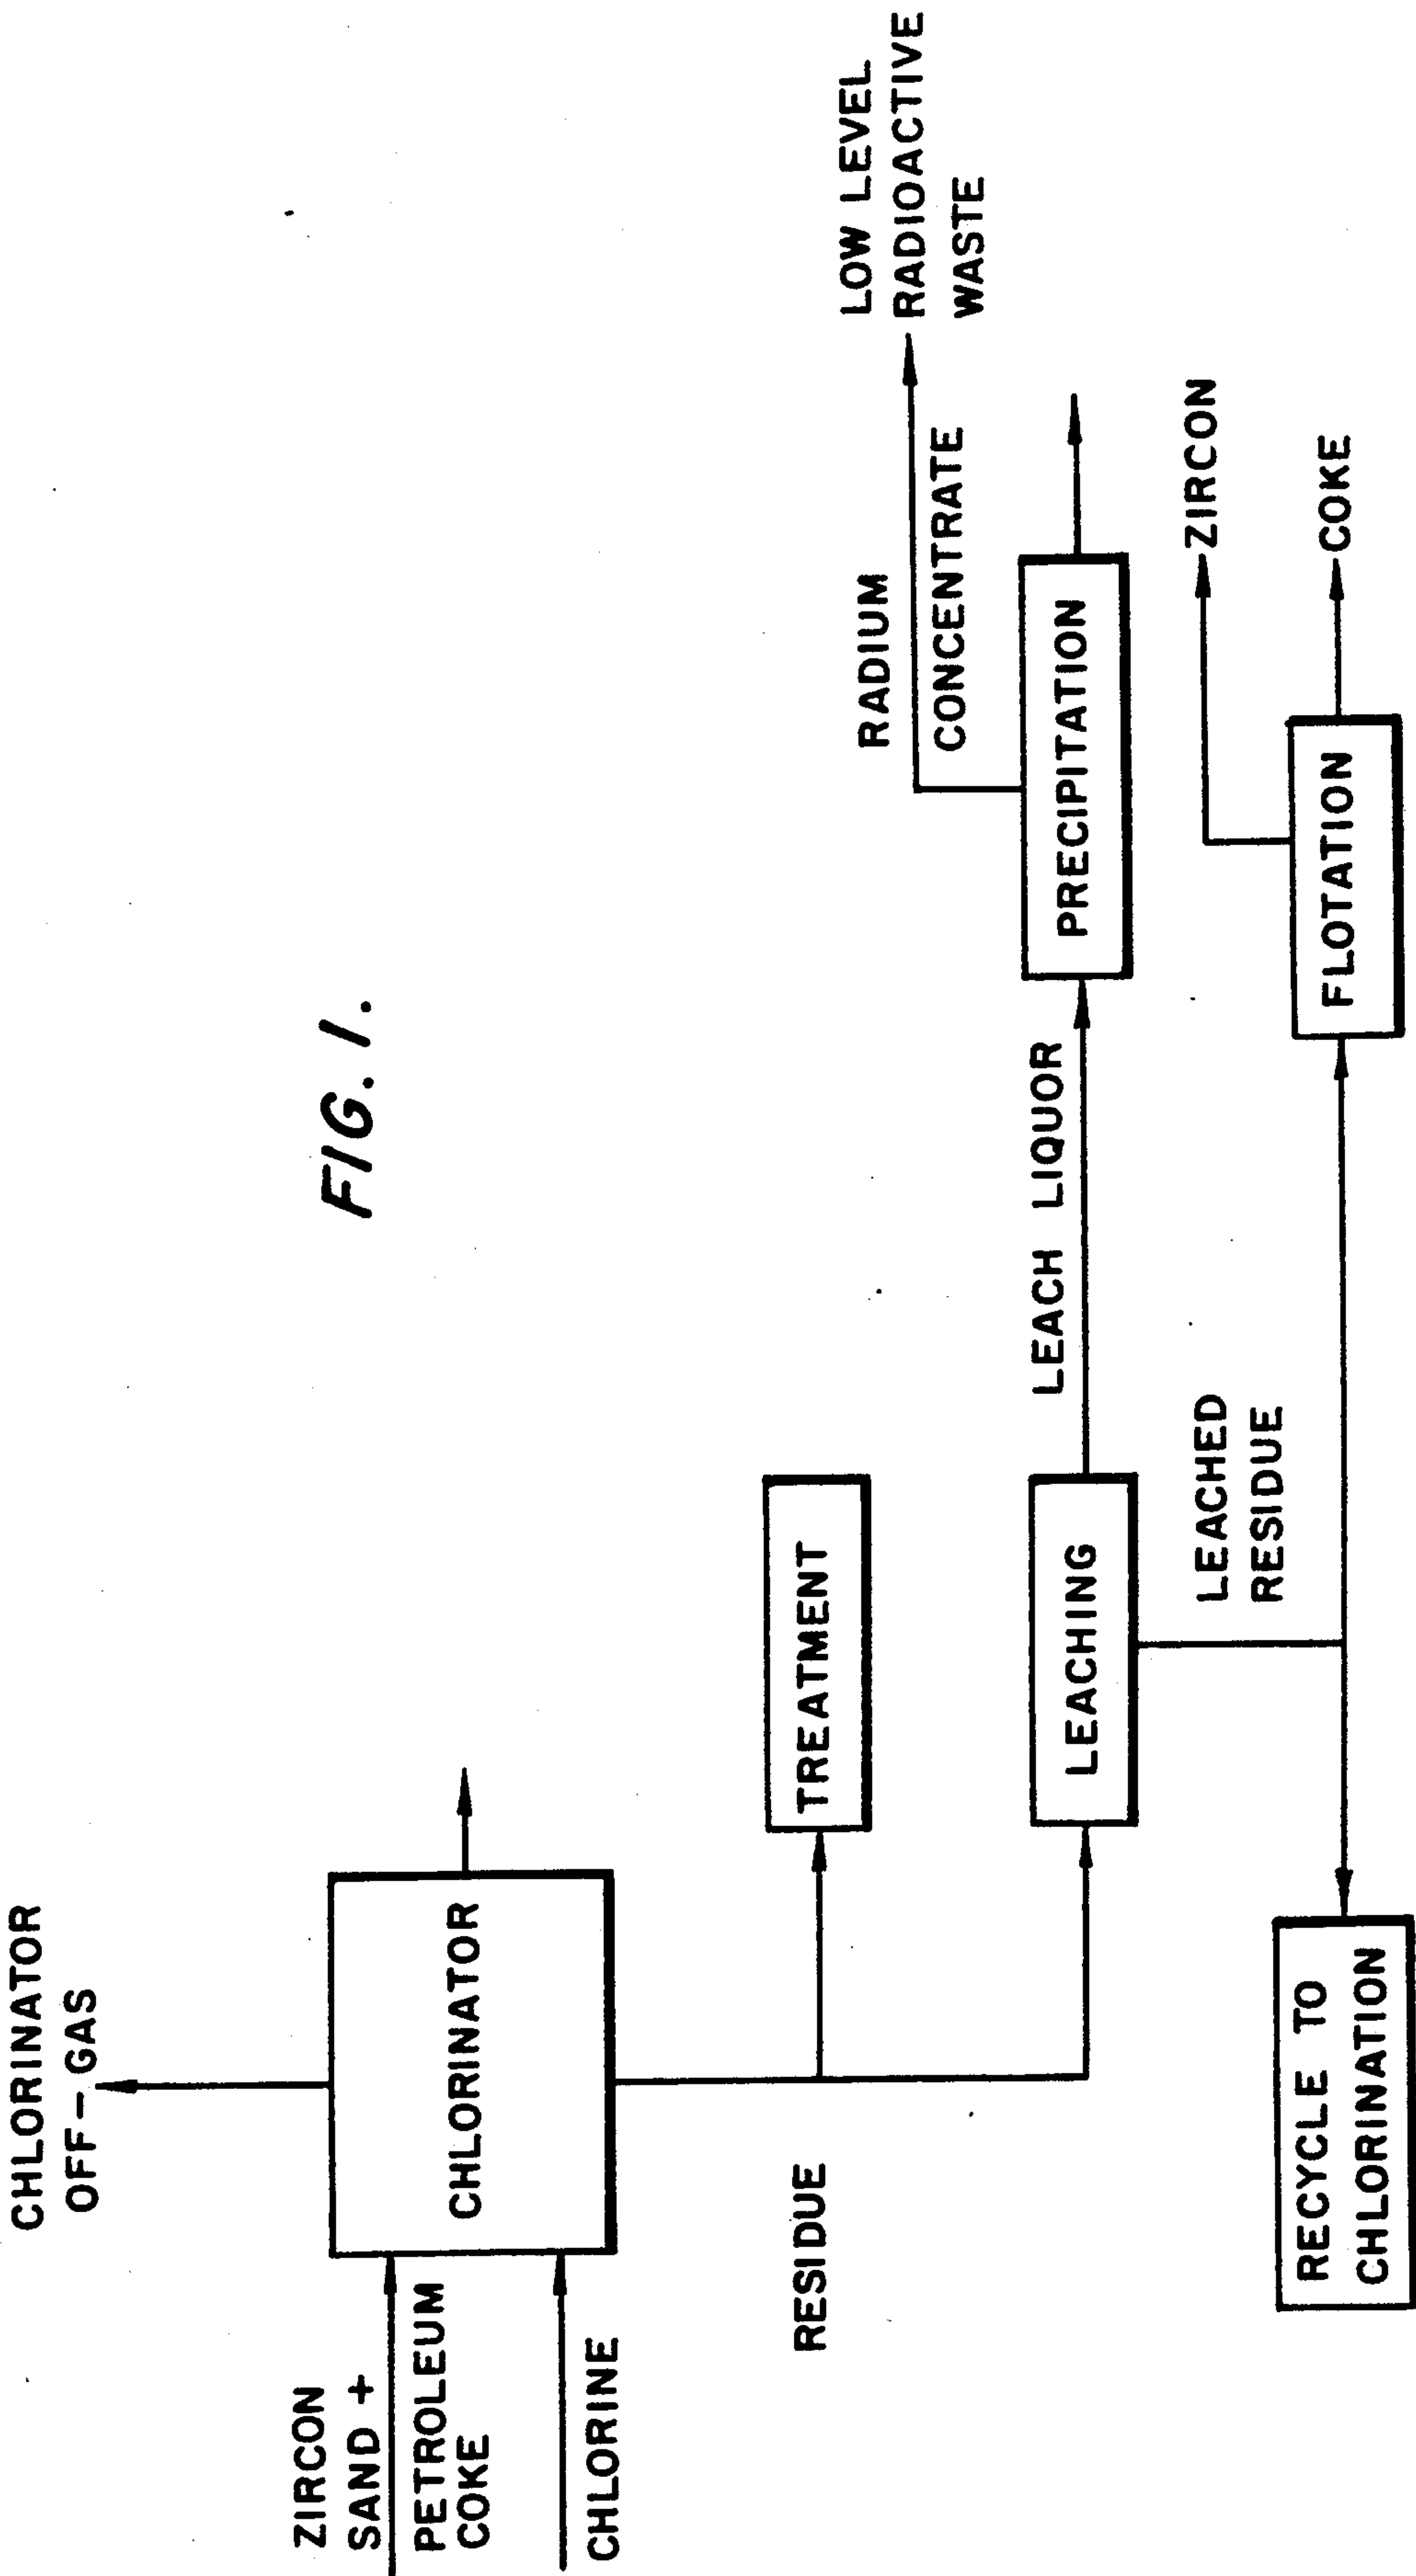 FIG. 1.
CHLORINATOR
OFF-GAS
ZIRCON
SAND +
PETROLEUM
COKE
CHLORINE
CHLORINATOR
RESIDUE
TREATMENT
LEACHING
LEACH LIQUOR
PRECIPITATION
RADIUM
CONCENTRATE
LOW LEVEL
RADIOACTIVE
WASTE
LEACHED
RESIDUE
RECYCLE TO
CHLORINATION
FLOTATION
ZIRCON
COKE